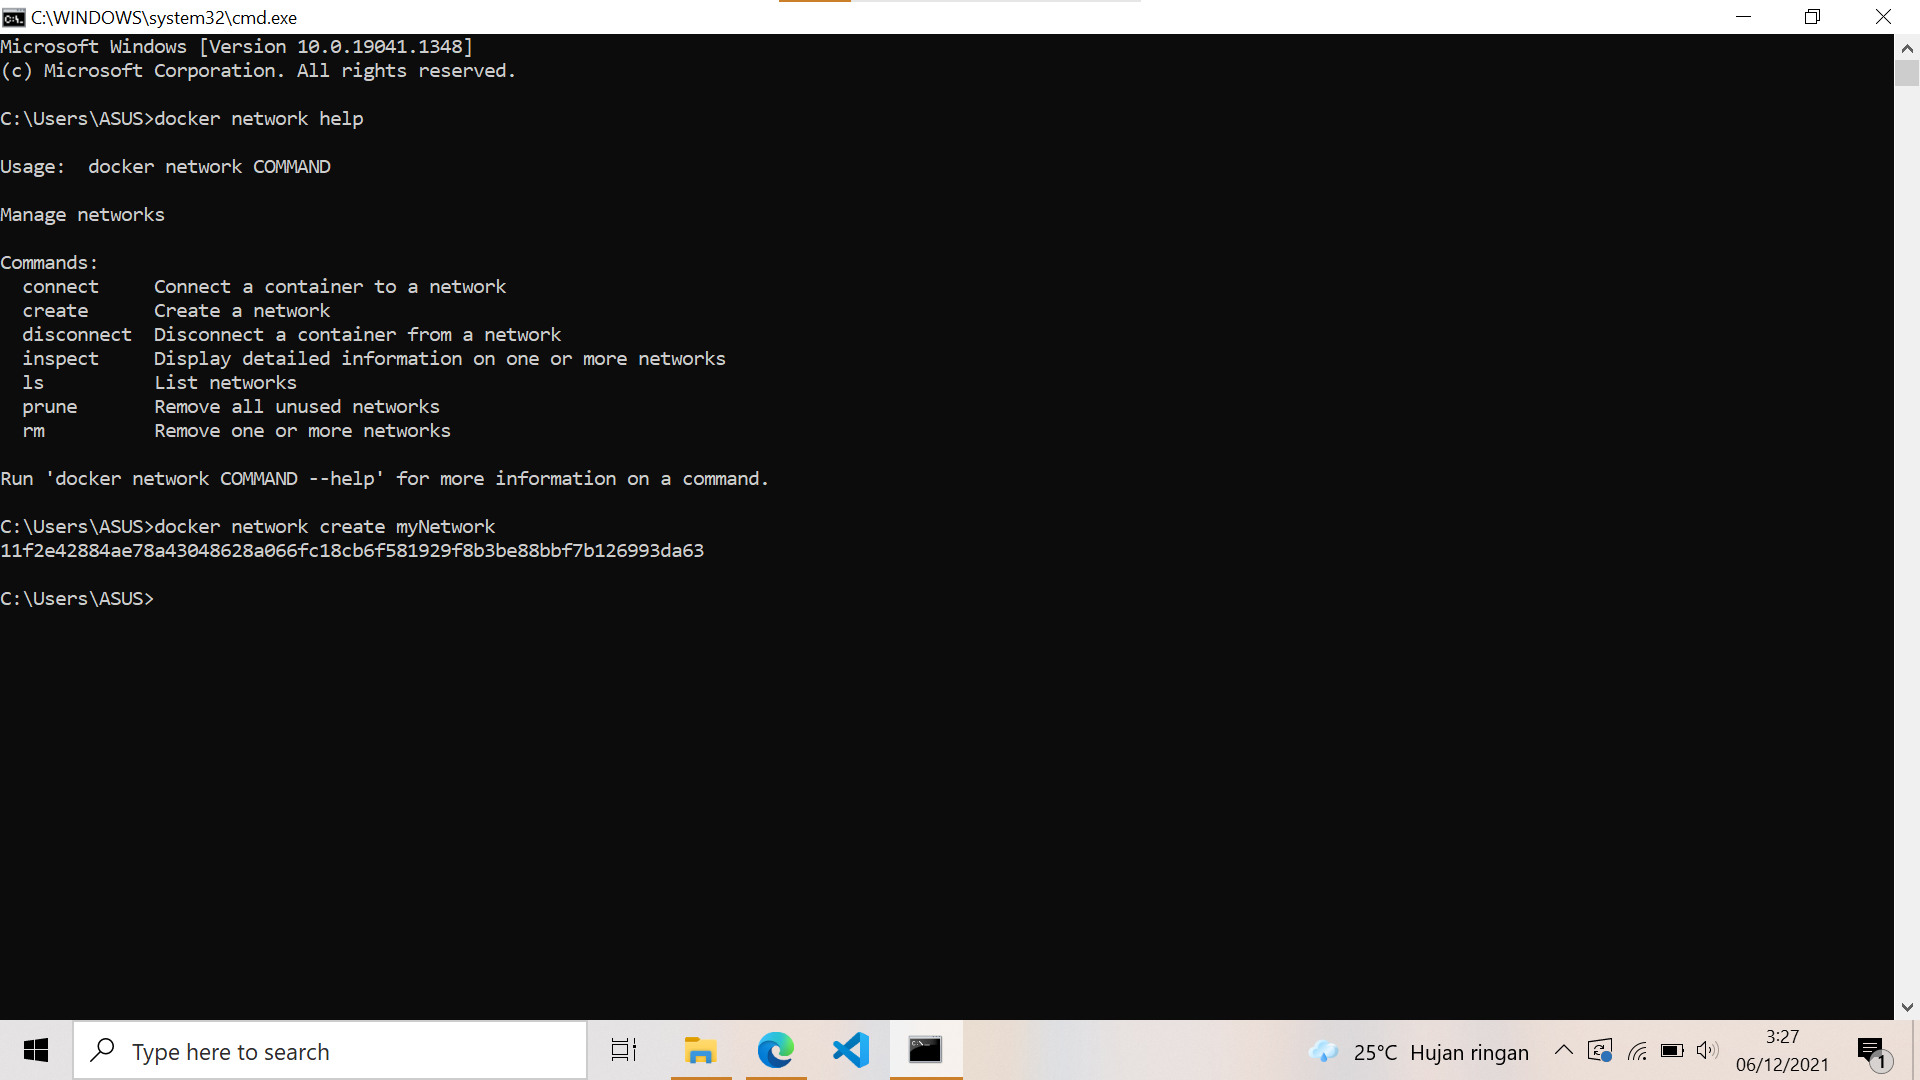 C:\WINDOWS\system32\cmd.exe
Microsoft Windows [Version 10.0.19041.1348]
(c) Microsoft Corporation. All rights reserved.
C:\Users\ASUS>docker network help
Usage:  docker network COMMAND
Manage networks
Commands:
  connect     Connect a container to a network
  create      Create a network
  disconnect  Disconnect a container from a network
  inspect     Display detailed information on one or more networks
  ls          List networks
  prune       Remove all unused networks
  rm          Remove one or more networks
Run 'docker network COMMAND --help' for more information on a command.
C:\Users\ASUS>docker network create myNetwork
11f2e42884ae78a43048628a066fc18cb6f581929f8b3be88bbf7b126993da63
C:\Users\ASUS>
Type here to search
25°C Hujan ringan
3:27
06/12/2021
1